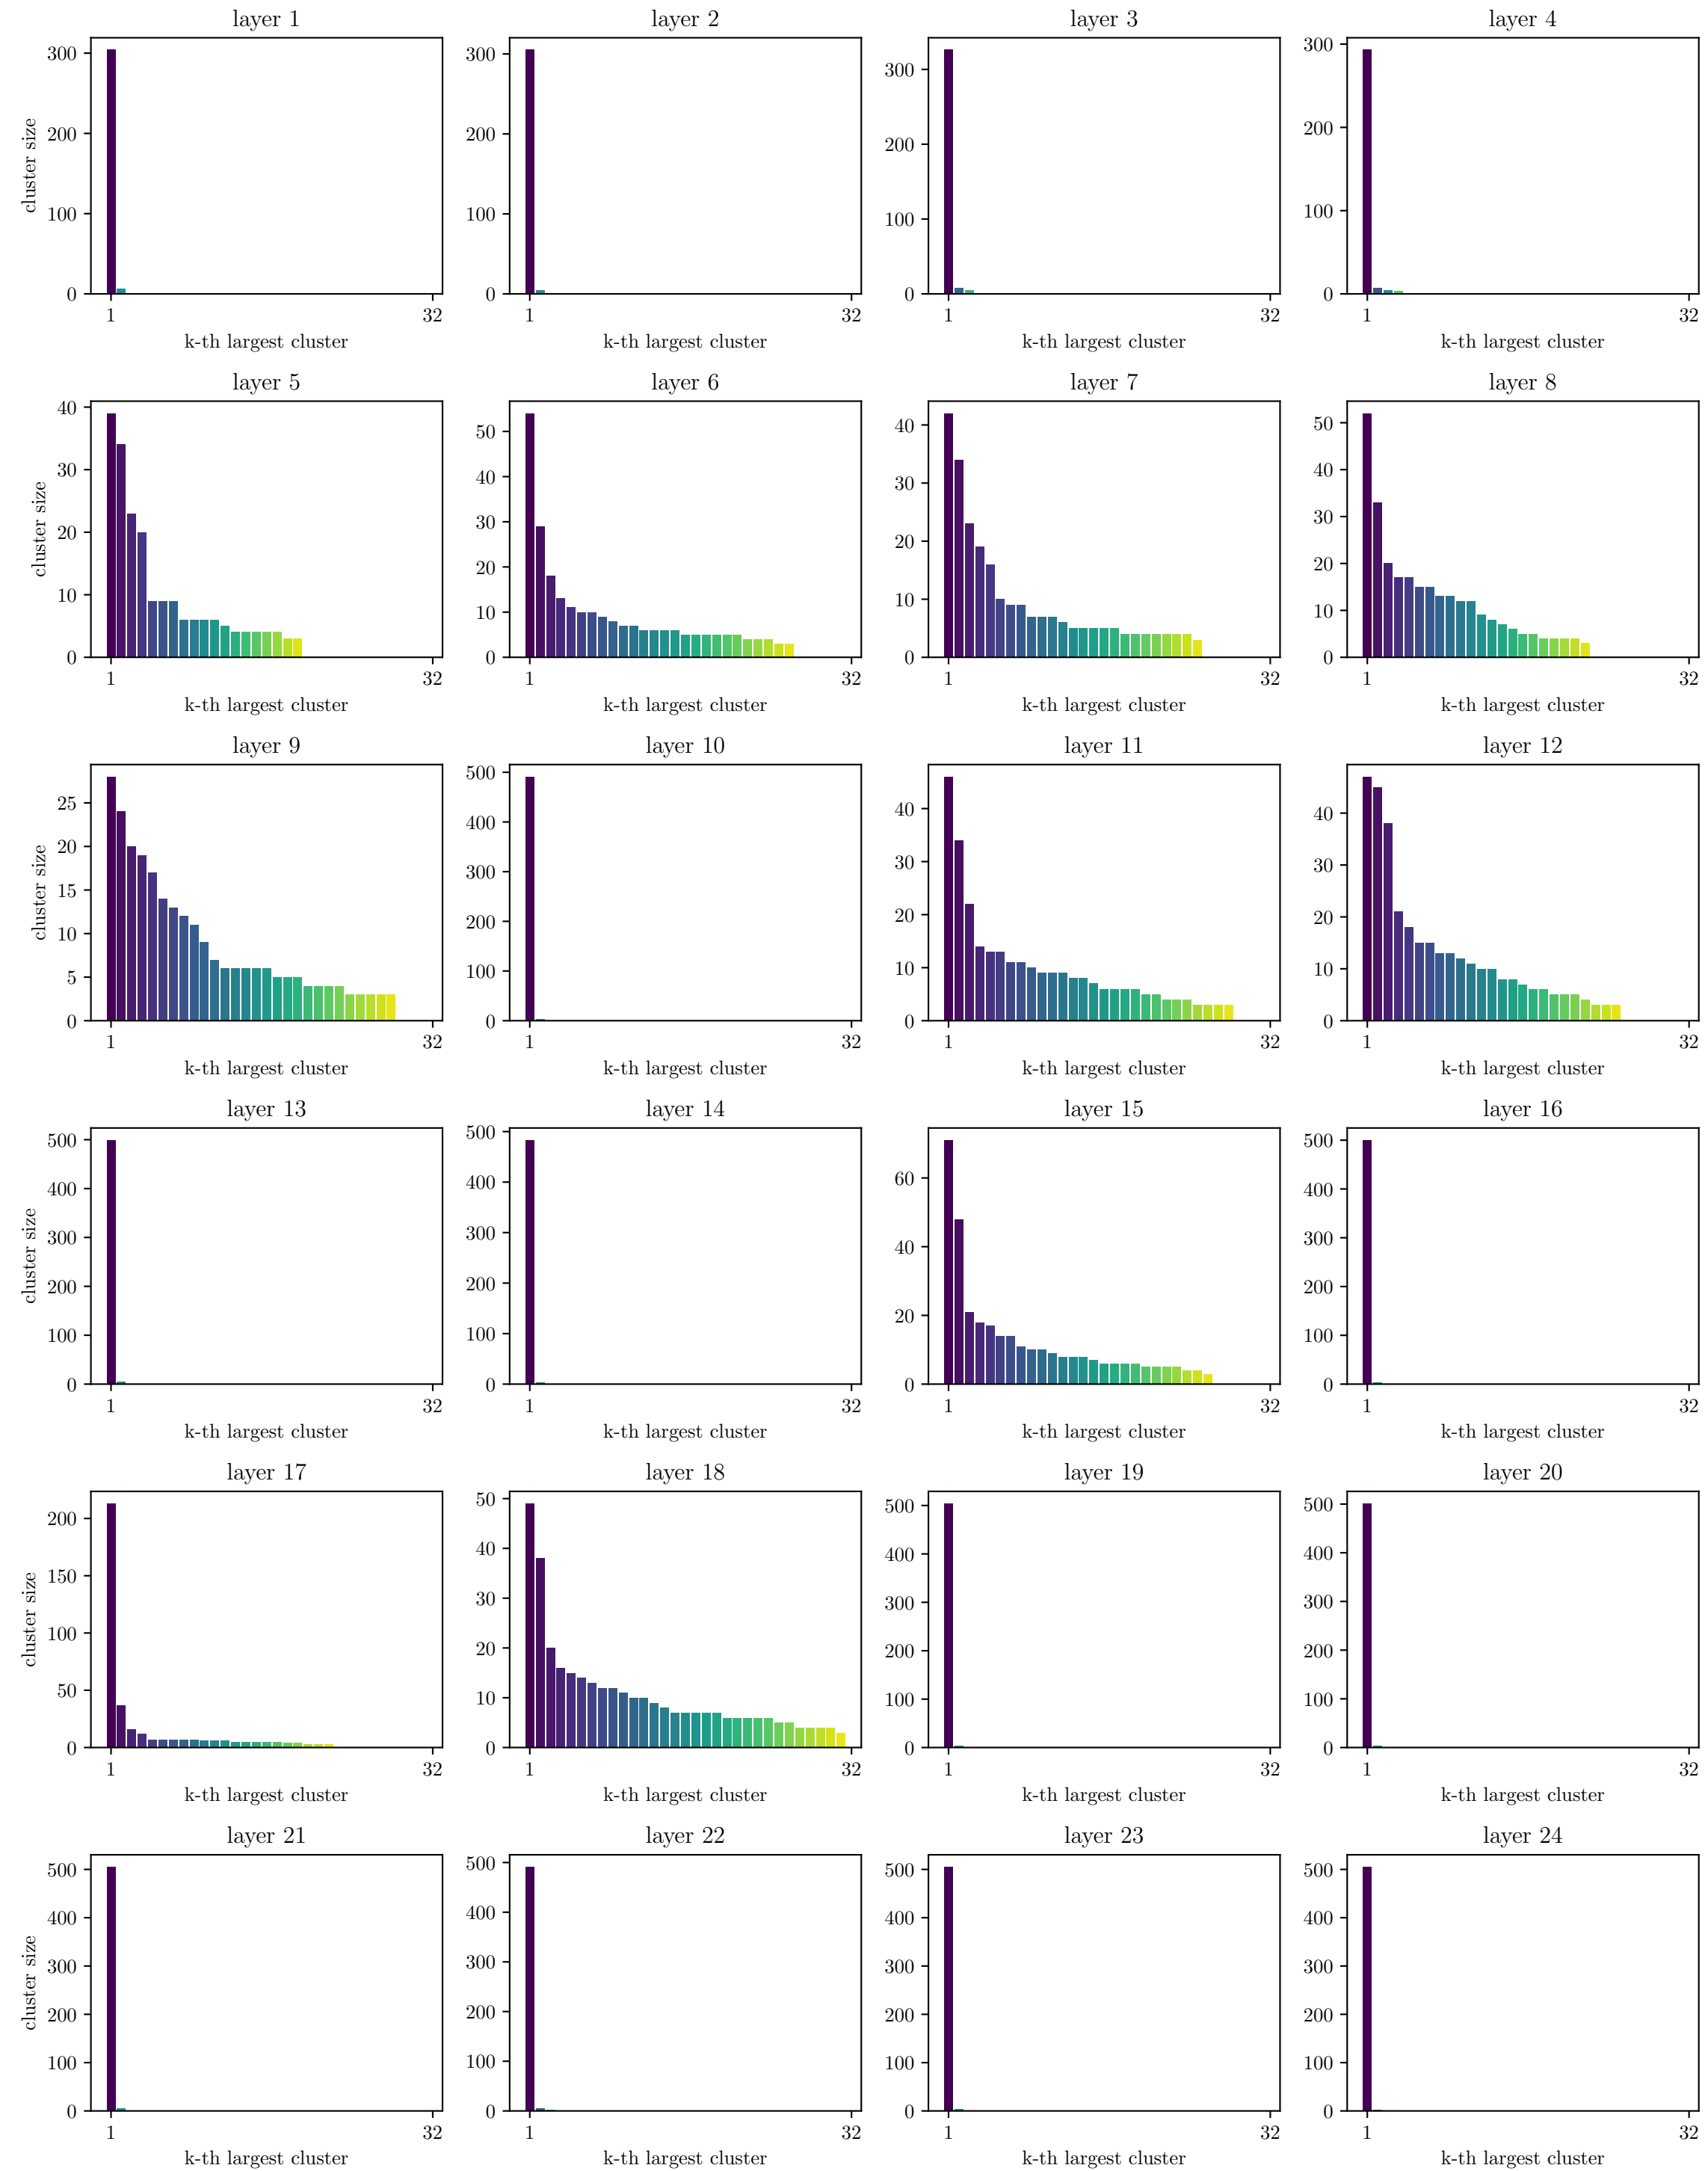 layer 1
layer 2
layer 3
layer 4
cluster size
300
200
100
0
300
200
100
0
300
200
100
0
300
200
100
0
1 32
1 32
1 32
1 32
k-th largest cluster
k-th largest cluster
k-th largest cluster
k-th largest cluster
layer 5
layer 6
layer 7
layer 8
cluster size
40
30
20
10
0
50
40
30
20
10
0
40
30
20
10
0
50
40
30
20
10
0
1 32
1 32
1 32
1 32
k-th largest cluster
k-th largest cluster
k-th largest cluster
k-th largest cluster
layer 9
layer 10
layer 11
layer 12
cluster size
25
20
15
10
5
0
500
400
300
200
100
0
40
30
20
10
0
40
30
20
10
0
1 32
1 32
1 32
1 32
k-th largest cluster
k-th largest cluster
k-th largest cluster
k-th largest cluster
layer 13
layer 14
layer 15
layer 16
cluster size
500
400
300
200
100
0
500
400
300
200
100
0
60
40
20
0
500
400
300
200
100
0
1 32
1 32
1 32
1 32
k-th largest cluster
k-th largest cluster
k-th largest cluster
k-th largest cluster
layer 17
layer 18
layer 19
layer 20
cluster size
200
150
100
50
0
50
40
30
20
10
0
500
400
300
200
100
0
500
400
300
200
100
0
1 32
1 32
1 32
1 32
k-th largest cluster
k-th largest cluster
k-th largest cluster
k-th largest cluster
layer 21
layer 22
layer 23
layer 24
cluster size
500
400
300
200
100
0
500
400
300
200
100
0
500
400
300
200
100
0
500
400
300
200
100
0
1 32
1 32
1 32
1 32
k-th largest cluster
k-th largest cluster
k-th largest cluster
k-th largest cluster